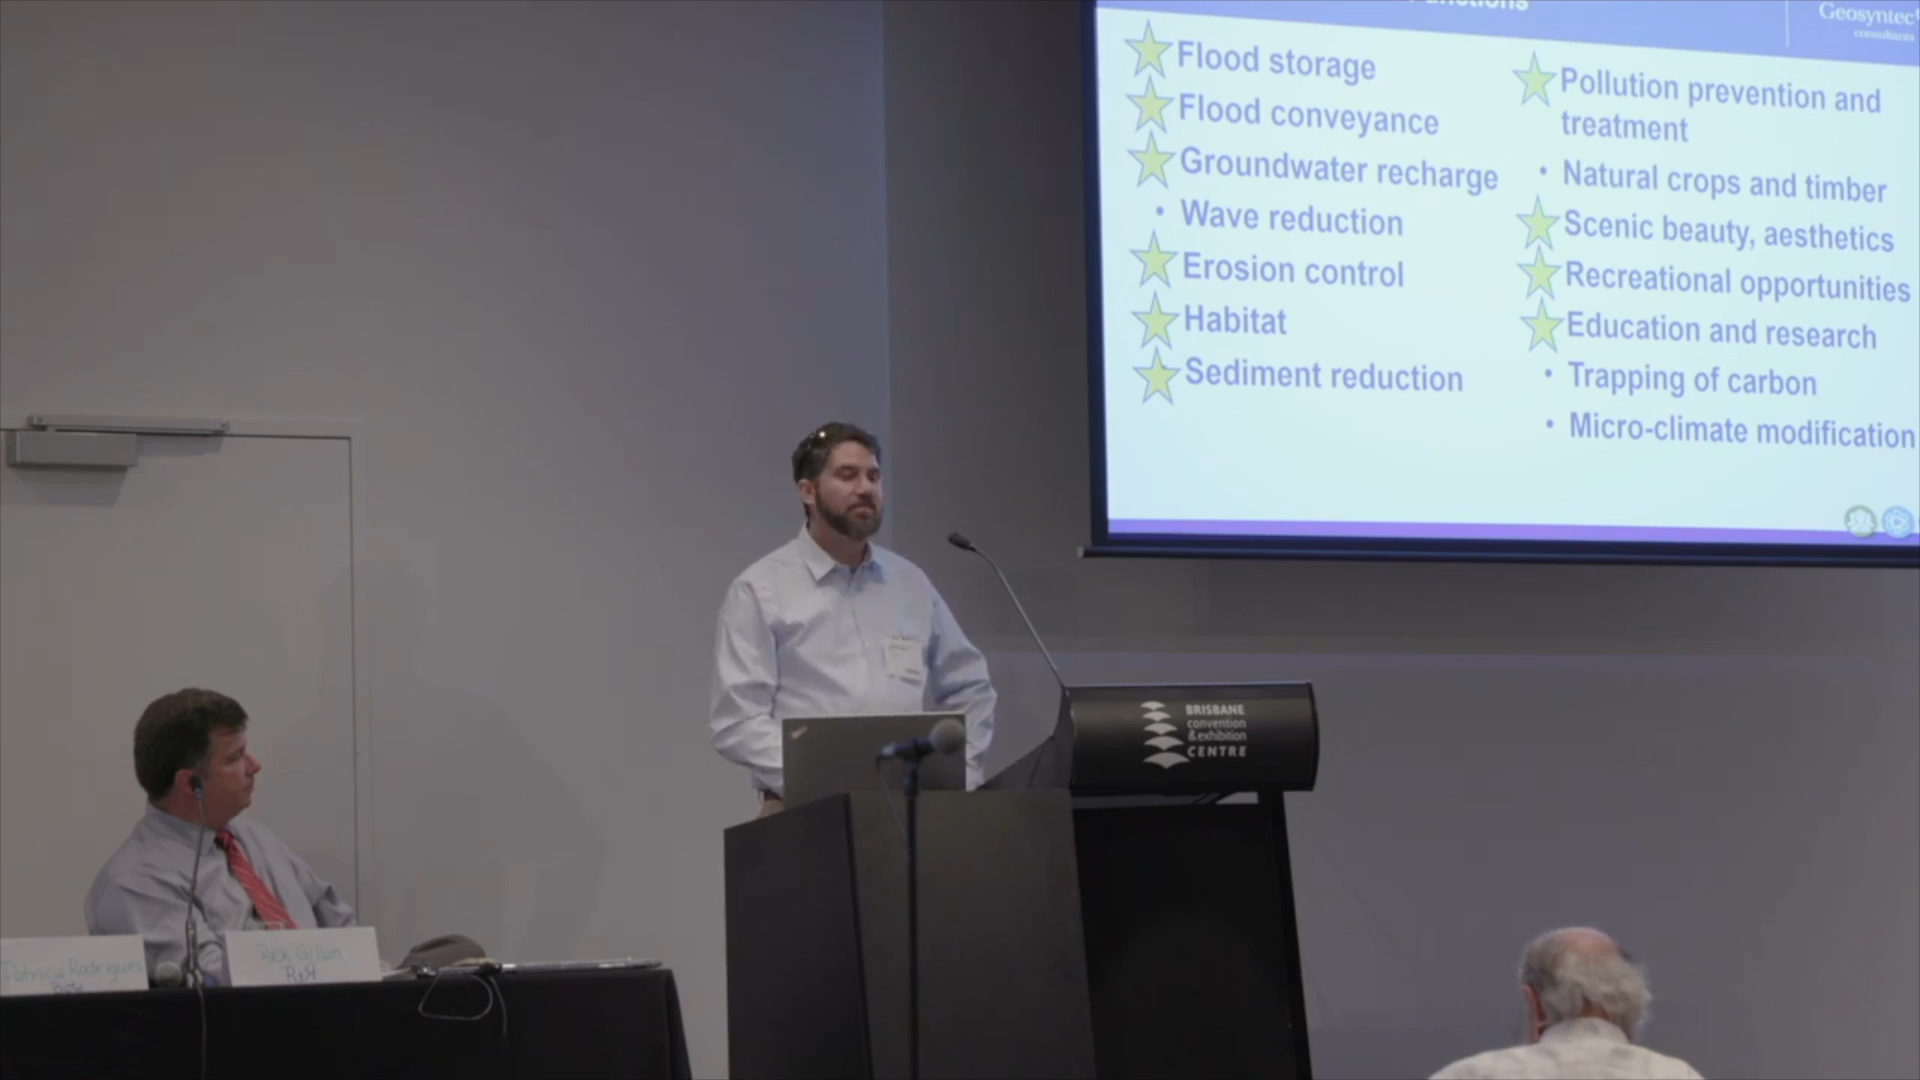 Geosyntec
consultants
Flood storage
Flood conveyance
Groundwater recharge
Wave reduction
Erosion control
Habitat
Sediment reduction
Pollution prevention and
treatment
Natural crops and timber
Scenic beauty, aesthetics
Recreational opportunities
Education and research
Trapping of carbon
Micro-climate modification
BRISBANE
convention
& exhibition
CENTRE
Patricia Rodrigues
Rick Gillan